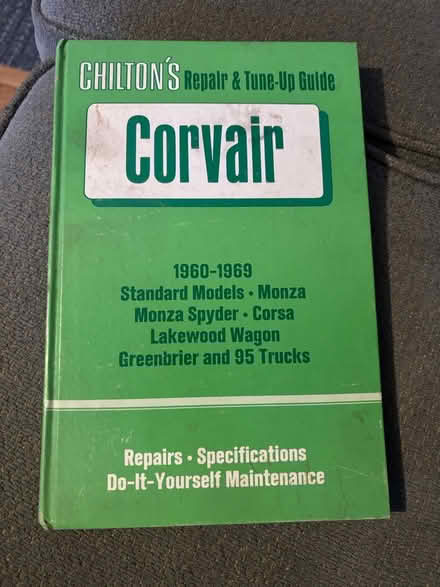 CHILTON'S Repair & Tune-Up Guide
Corvair
1960-1969
Standard Models • Monza
Monza Spyder • Corsa
Lakewood Wagon
Greenbrier and 95 Trucks
Repairs • Specifications
Do-It-Yourself Maintenance